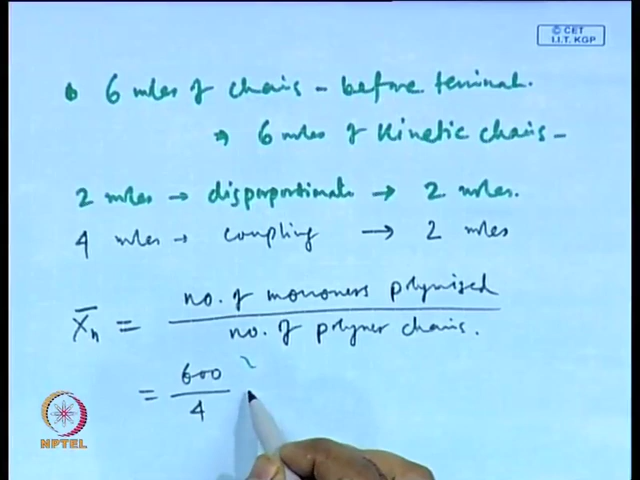 © CET
I.I.T. KGP
6 moles of chains - before terminat.
⇒ 6 moles of Kinetic chains -
2 moles → disproportionate → 2 moles.
4 moles → coupling → 2 moles
X̄n = no. of monomers polymerised
no. of polymer chains.
= 600
4
NPTEL